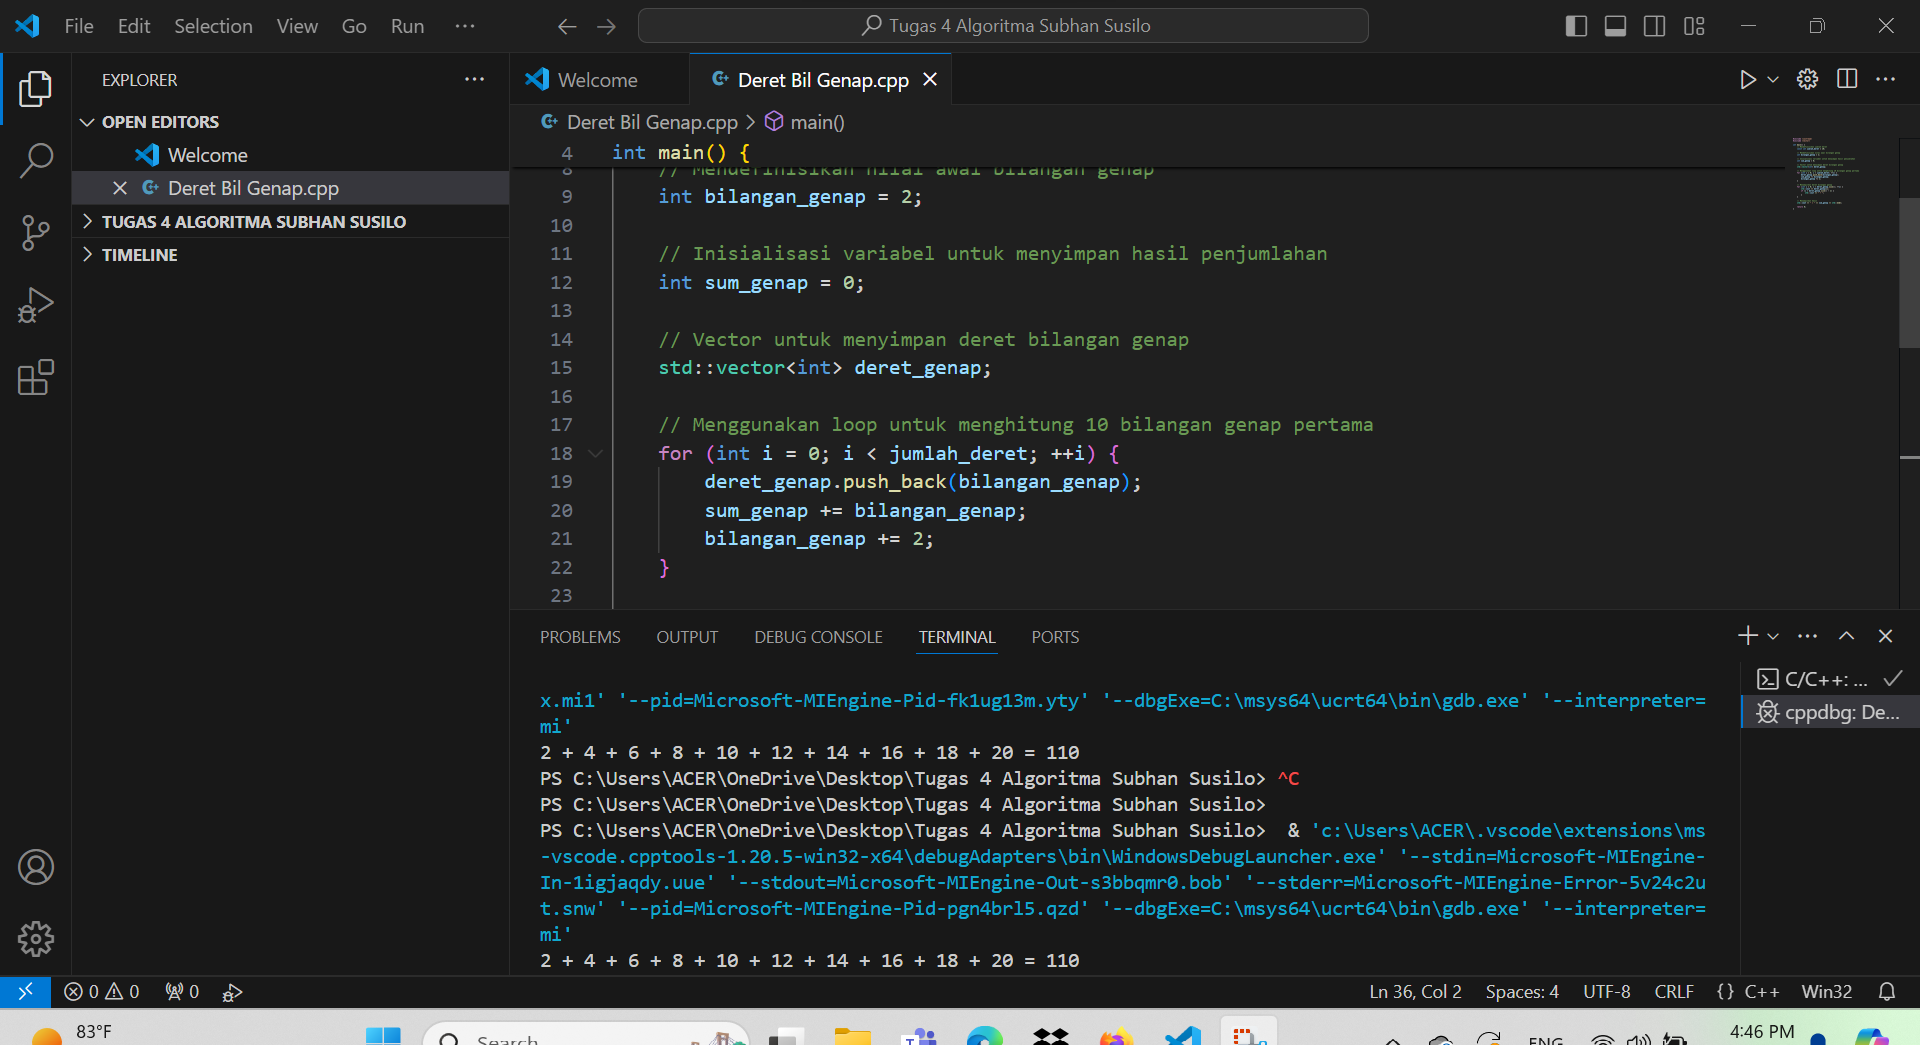 File Edit Selection View Go Run ···
Tugas 4 Algoritma Subhan Susilo
EXPLORER
OPEN EDITORS
Welcome
Deret Bil Genap.cpp
TUGAS 4 ALGORITMA SUBHAN SUSILO
TIMELINE
Welcome
Deret Bil Genap.cpp
Deret Bil Genap.cpp > main()
4 int main() {
8 // Mendefinisikan nilai awal bilangan genap
9 int bilangan_genap = 2;
10
11 // Inisialisasi variabel untuk menyimpan hasil penjumlahan
12 int sum_genap = 0;
13
14 // Vector untuk menyimpan deret bilangan genap
15 std::vector<int> deret_genap;
16
17 // Menggunakan loop untuk menghitung 10 bilangan genap pertama
18 for (int i = 0; i < jumlah_deret; ++i) {
19 deret_genap.push_back(bilangan_genap);
20 sum_genap += bilangan_genap;
21 bilangan_genap += 2;
22 }
23
PROBLEMS OUTPUT DEBUG CONSOLE TERMINAL PORTS
x.mi1' '--pid=Microsoft-MIEngine-Pid-fk1ug13m.yty' '--dbgExe=C:\msys64\ucrt64\bin\gdb.exe' '--interpreter=
mi'
2 + 4 + 6 + 8 + 10 + 12 + 14 + 16 + 18 + 20 = 110
PS C:\Users\ACER\OneDrive\Desktop\Tugas 4 Algoritma Subhan Susilo> ^C
PS C:\Users\ACER\OneDrive\Desktop\Tugas 4 Algoritma Subhan Susilo>
PS C:\Users\ACER\OneDrive\Desktop\Tugas 4 Algoritma Subhan Susilo>  & 'c:\Users\ACER\.vscode\extensions\ms
-vscode.cpptools-1.20.5-win32-x64\debugAdapters\bin\WindowsDebugLauncher.exe' '--stdin=Microsoft-MIEngine-
In-1igjaqdy.uue' '--stdout=Microsoft-MIEngine-Out-s3bbqmr0.bob' '--stderr=Microsoft-MIEngine-Error-5v24c2u
t.snw' '--pid=Microsoft-MIEngine-Pid-pgn4brl5.qzd' '--dbgExe=C:\msys64\ucrt64\bin\gdb.exe' '--interpreter=
mi'
2 + 4 + 6 + 8 + 10 + 12 + 14 + 16 + 18 + 20 = 110
C/C++: ...
cppdbg: De...
0 0 0
Ln 36, Col 2 Spaces: 4 UTF-8 CRLF {} C++ Win32
83°F
Search
ENG
4:46 PM